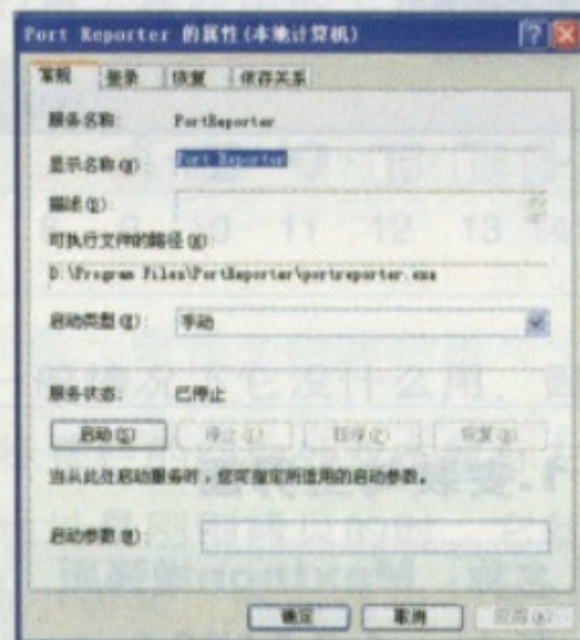 Port Reporter 的属性(本地计算机)
常规 登录 恢复 依存关系
服务名称: PortReporter
显示名称(N) Port Reporter
描述(D):
可执行文件的路径(H):
D:\Program Files\PortReporter\portreporter.exe
启动类型(E): 手动
服务状态: 已停止
启动(S) 停止(T) 暂停(P) 恢复(R)
当从此处启动服务时,您可指定所适用的启动参数。
启动参数(M):
确定 取消 应用(A)